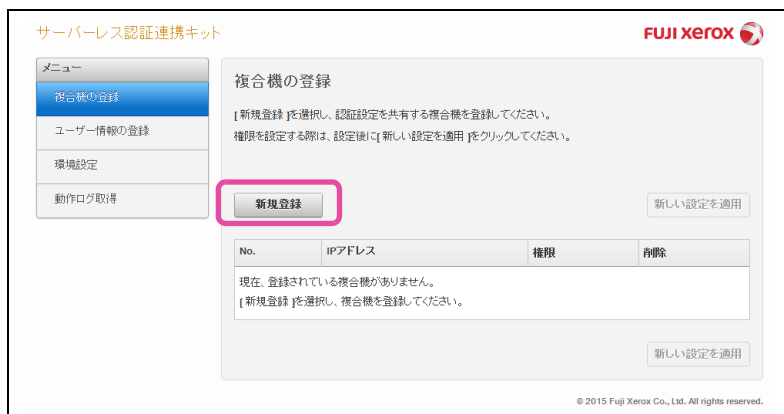 サーバーレス認証連携キット
FUJI XEROX
メニュー
複合機の登録
ユーザー情報の登録
環境設定
動作ログ取得
複合機の登録
[ 新規登録 ]を選択し、認証設定を共有する複合機を登録してください。
権限を設定する際は、設定後に[ 新しい設定を適用 ]をクリックしてください。
新規登録
新しい設定を適用
No. IPアドレス 権限 削除
現在、登録されている複合機がありません。
[ 新規登録 ]を選択し、複合機を登録してください。
新しい設定を適用
© 2015 Fuji Xerox Co., Ltd. All rights reserved.